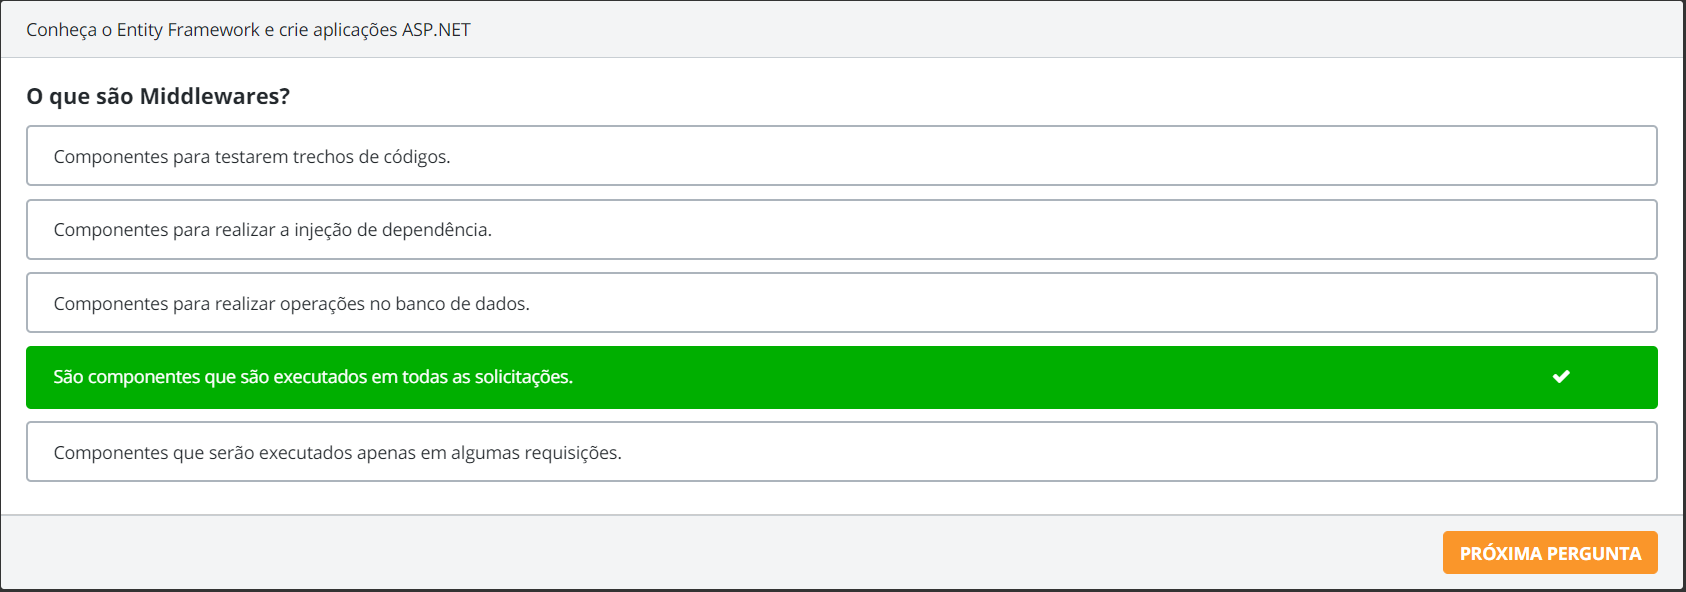 Conheça o Entity Framework e crie aplicações ASP.NET
O que são Middlewares?
Componentes para testarem trechos de códigos.
Componentes para realizar a injeção de dependência.
Componentes para realizar operações no banco de dados.
São componentes que são executados em todas as solicitações.
Componentes que serão executados apenas em algumas requisições.
PRÓXIMA PERGUNTA